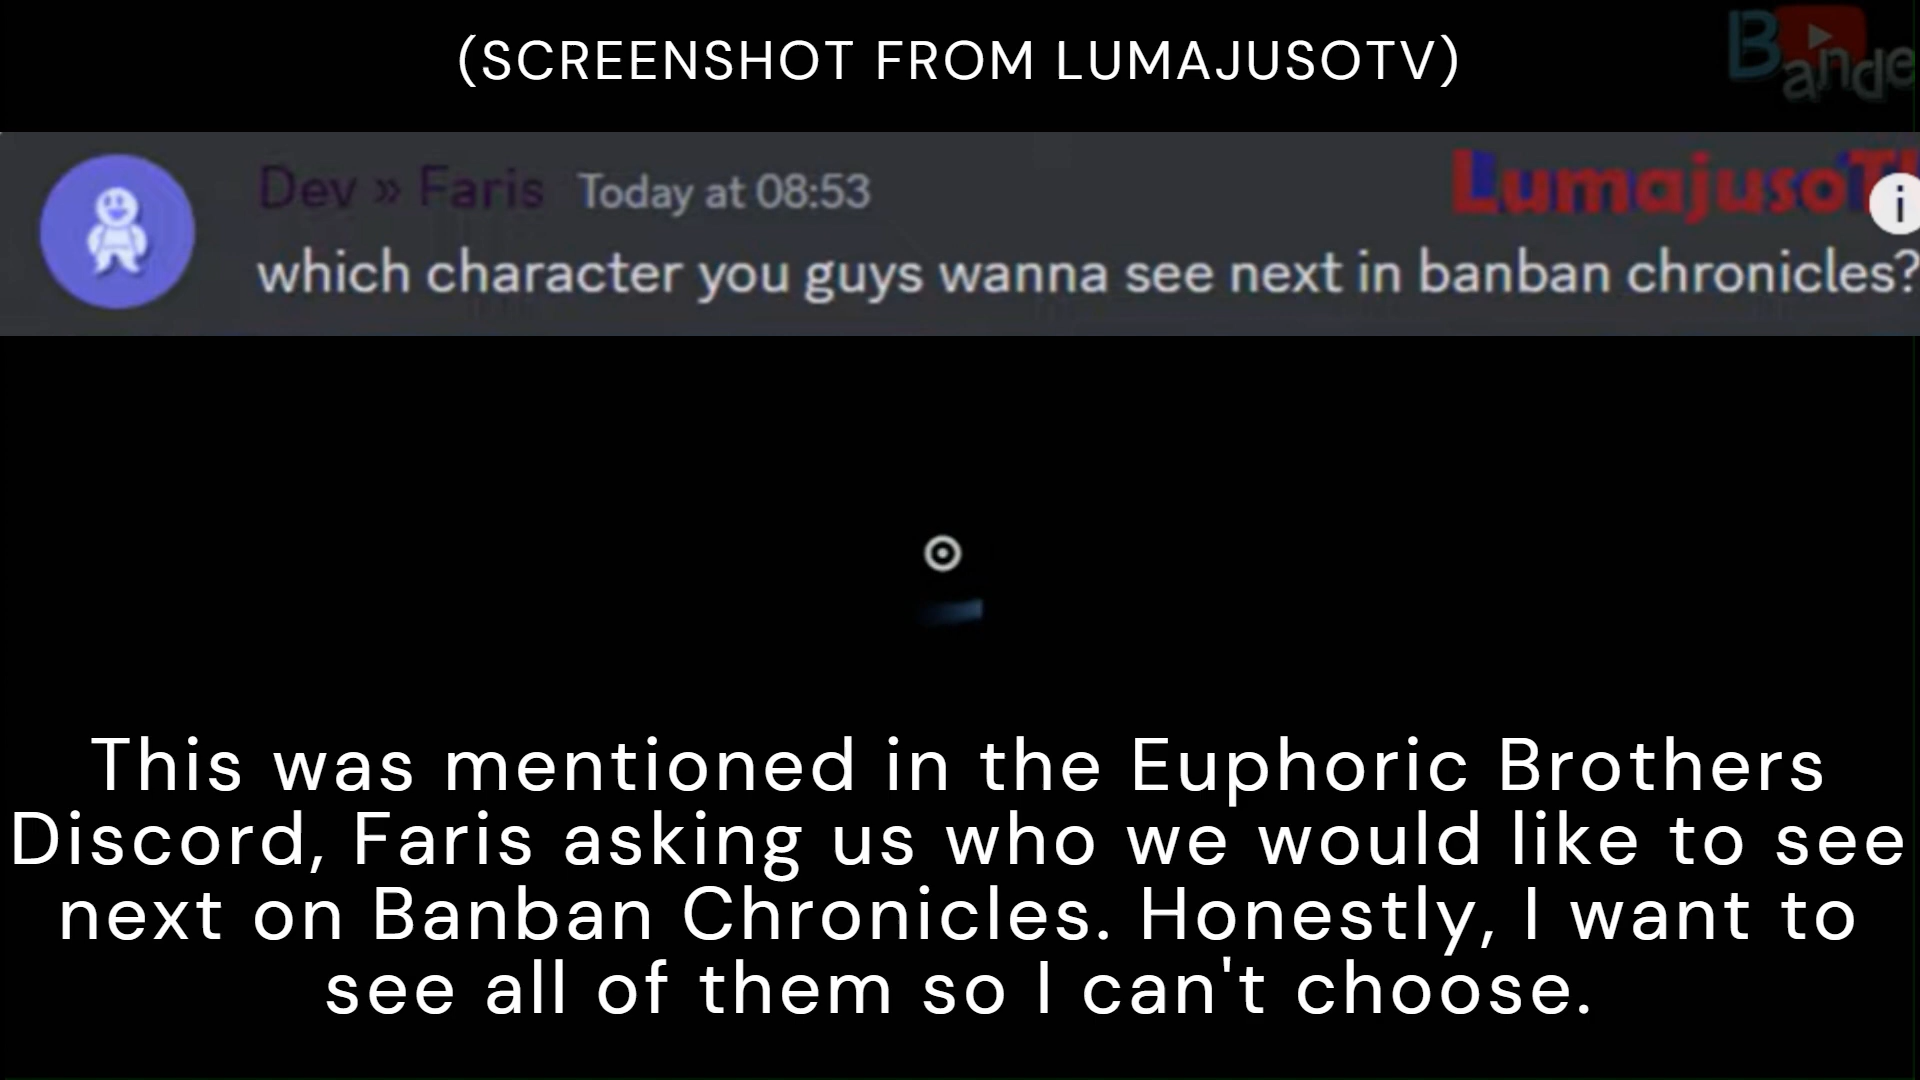 (SCREENSHOT FROM LUMAJUSOTV)
Bande
Dev » Faris Today at 08:53
i
which character you guys wanna see next in banban chronicles?
This was mentioned in the Euphoric Brothers
Discord, Faris asking us who we would like to see
next on Banban Chronicles. Honestly, I want to
see all of them so I can't choose.